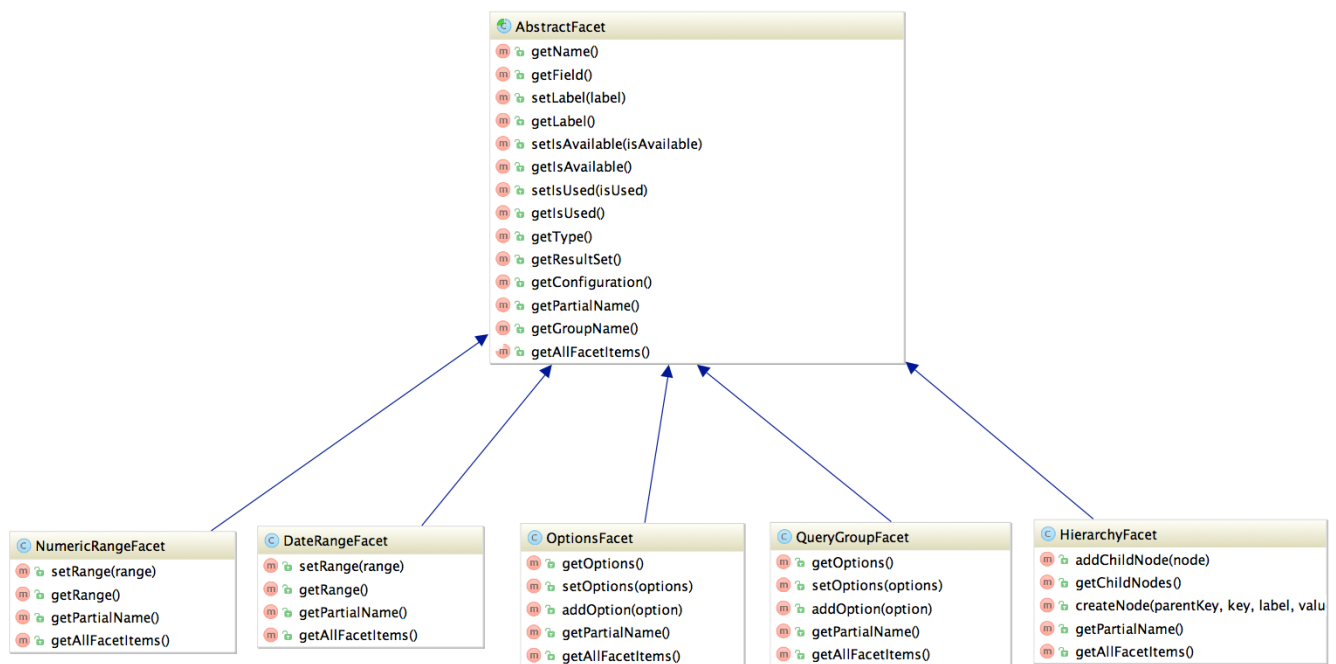 AbstractFacet
getName()
getField()
setLabel(label)
getLabel()
setIsAvailable(isAvailable)
getIsAvailable()
setIsUsed(isUsed)
getIsUsed()
getType()
getResultSet()
getConfiguration()
getPartialName()
getGroupName()
getAllFacetItems()
NumericRangeFacet
setRange(range)
getRange()
getPartialName()
getAllFacetItems()
DateRangeFacet
setRange(range)
getRange()
getPartialName()
getAllFacetItems()
OptionsFacet
getOptions()
setOptions(options)
addOption(option)
getPartialName()
getAllFacetItems()
QueryGroupFacet
getOptions()
setOptions(options)
addOption(option)
getPartialName()
getAllFacetItems()
HierarchyFacet
addChildNode(node)
getChildNodes()
createNode(parentKey, key, label, valu
getPartialName()
getAllFacetItems()